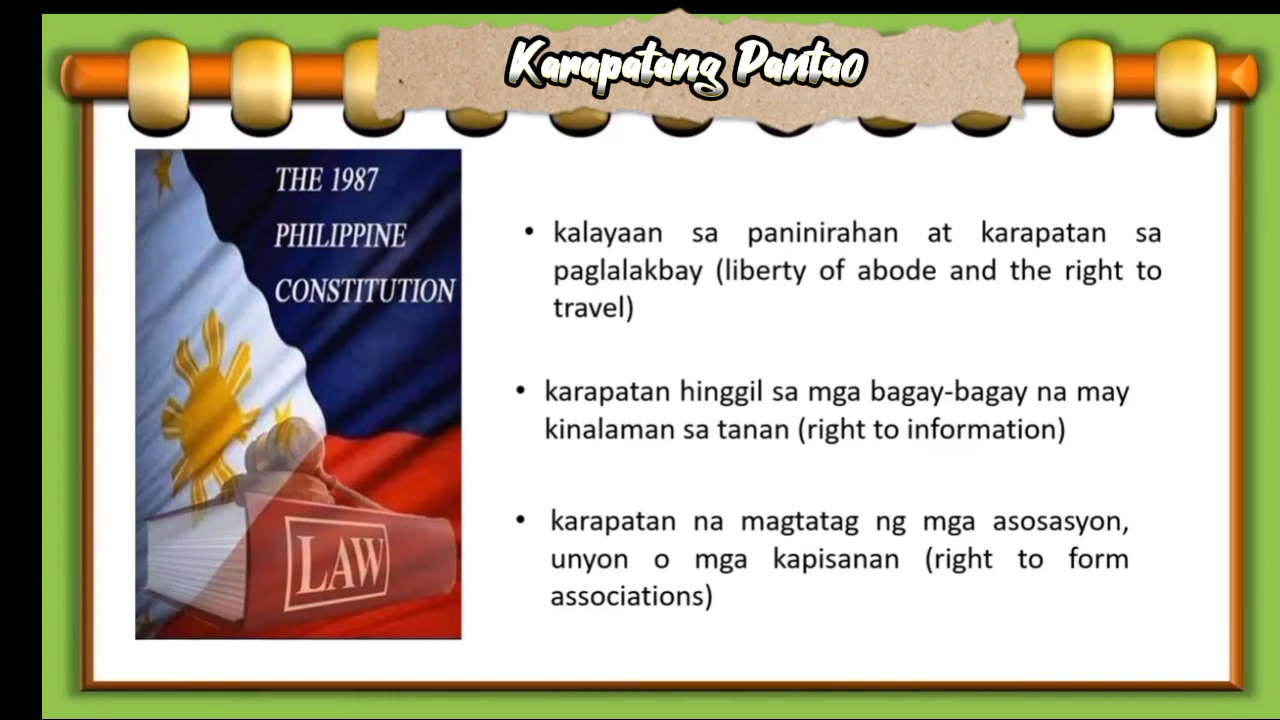 Karapatang Pantao
THE 1987
PHILIPPINE
CONSTITUTION
LAW
• kalayaan sa paninirahan at karapatan sa
paglalakbay (liberty of abode and the right to
travel)
• karapatan hinggil sa mga bagay-bagay na may
kinalaman sa tanan (right to information)
• karapatan na magtatag ng mga asosasyon,
unyon o mga kapisanan (right to form
associations)